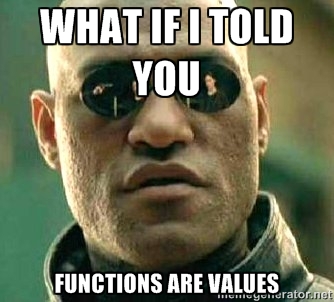 WHAT IF I TOLD
YOU
FUNCTIONS ARE VALUES
memegenerator.net